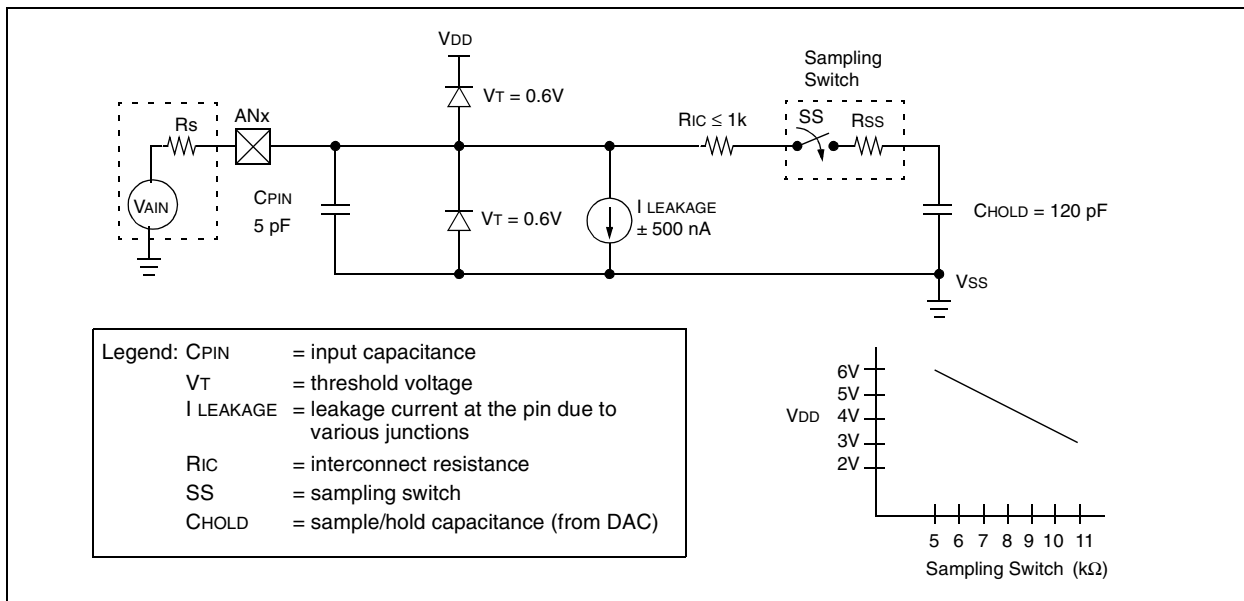 VDD
Sampling
Switch
VT = 0.6V
ANx
RIC ≤ 1k
SS
RSS
Rs
VAIN
CPIN
5 pF
VT = 0.6V
I LEAKAGE
± 500 nA
CHOLD = 120 pF
VSS
Legend: CPIN = input capacitance
VT = threshold voltage
I LEAKAGE = leakage current at the pin due to
various junctions
RIC = interconnect resistance
SS = sampling switch
CHOLD = sample/hold capacitance (from DAC)
6V
5V
VDD 4V
3V
2V
5 6 7 8 9 10 11
Sampling Switch (kΩ)